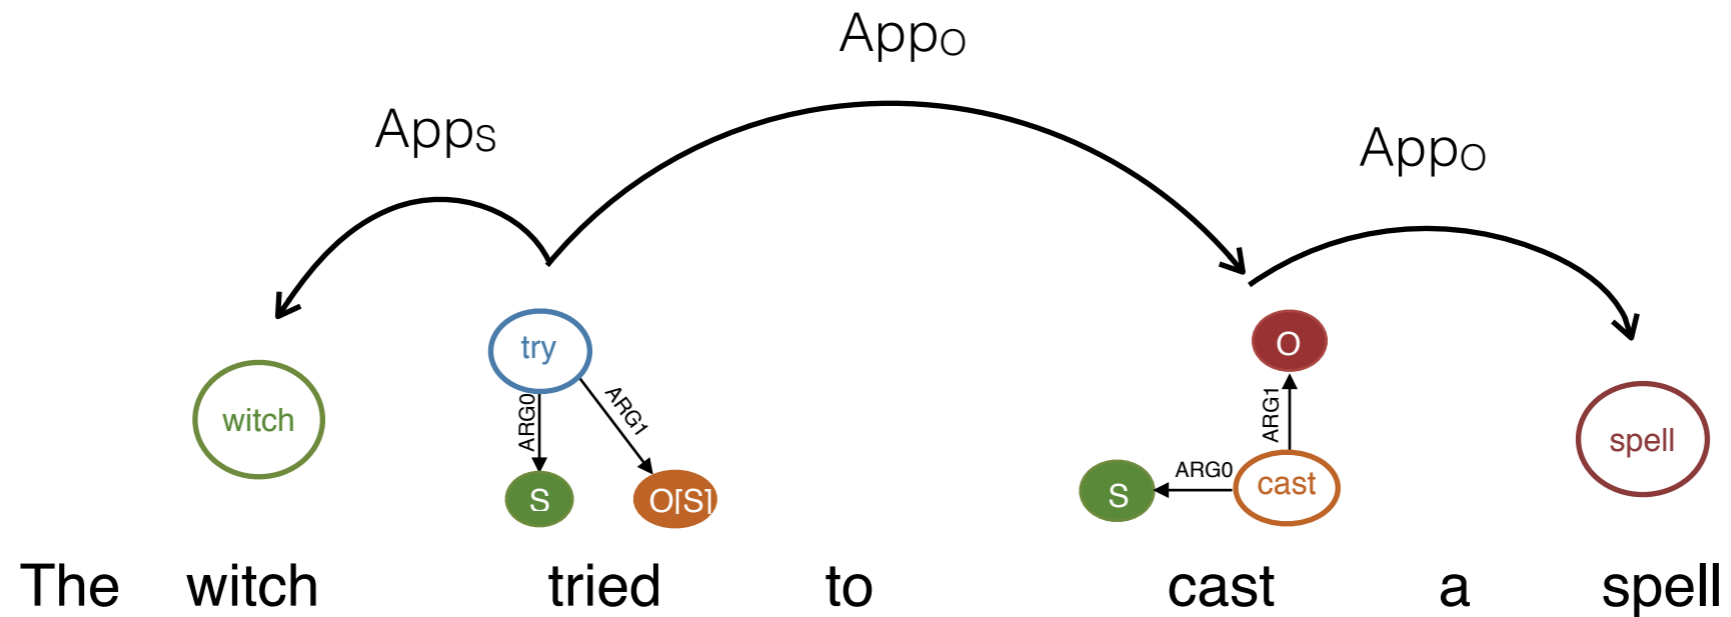 AppO
AppS
AppO
try
O
witch
ARG0
ARG1
ARG1
spell
ARG0
cast
S
O[S]
S
The witch tried to cast a spell